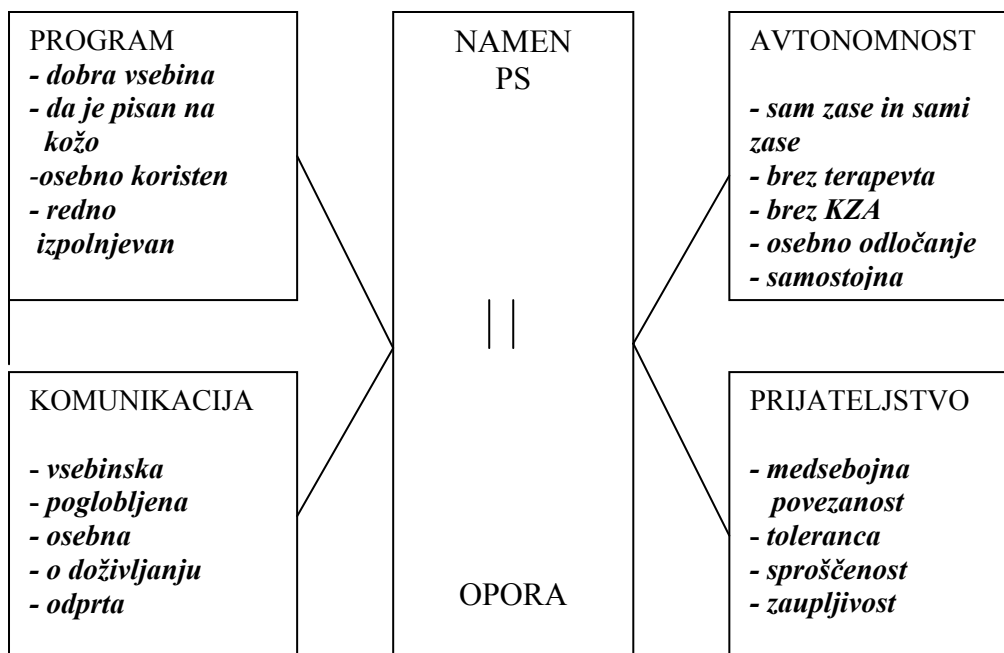 PROGRAM
- dobra vsebina
- da je pisan na
kožo
-osebno koristen
- redno
izpolnjevan
KOMUNIKACIJA
- vsebinska
- poglobljena
- osebna
- o doživljanju
- odprta
NAMEN
PS
OPORA
AVTONOMNOST
- sam zase in sami
zase
- brez terapevta
- brez KZA
- osebno odločanje
- samostojna
PRIJATELJSTVO
- medsebojna
povezanost
- toleranca
- sproščenost
- zaupljivost